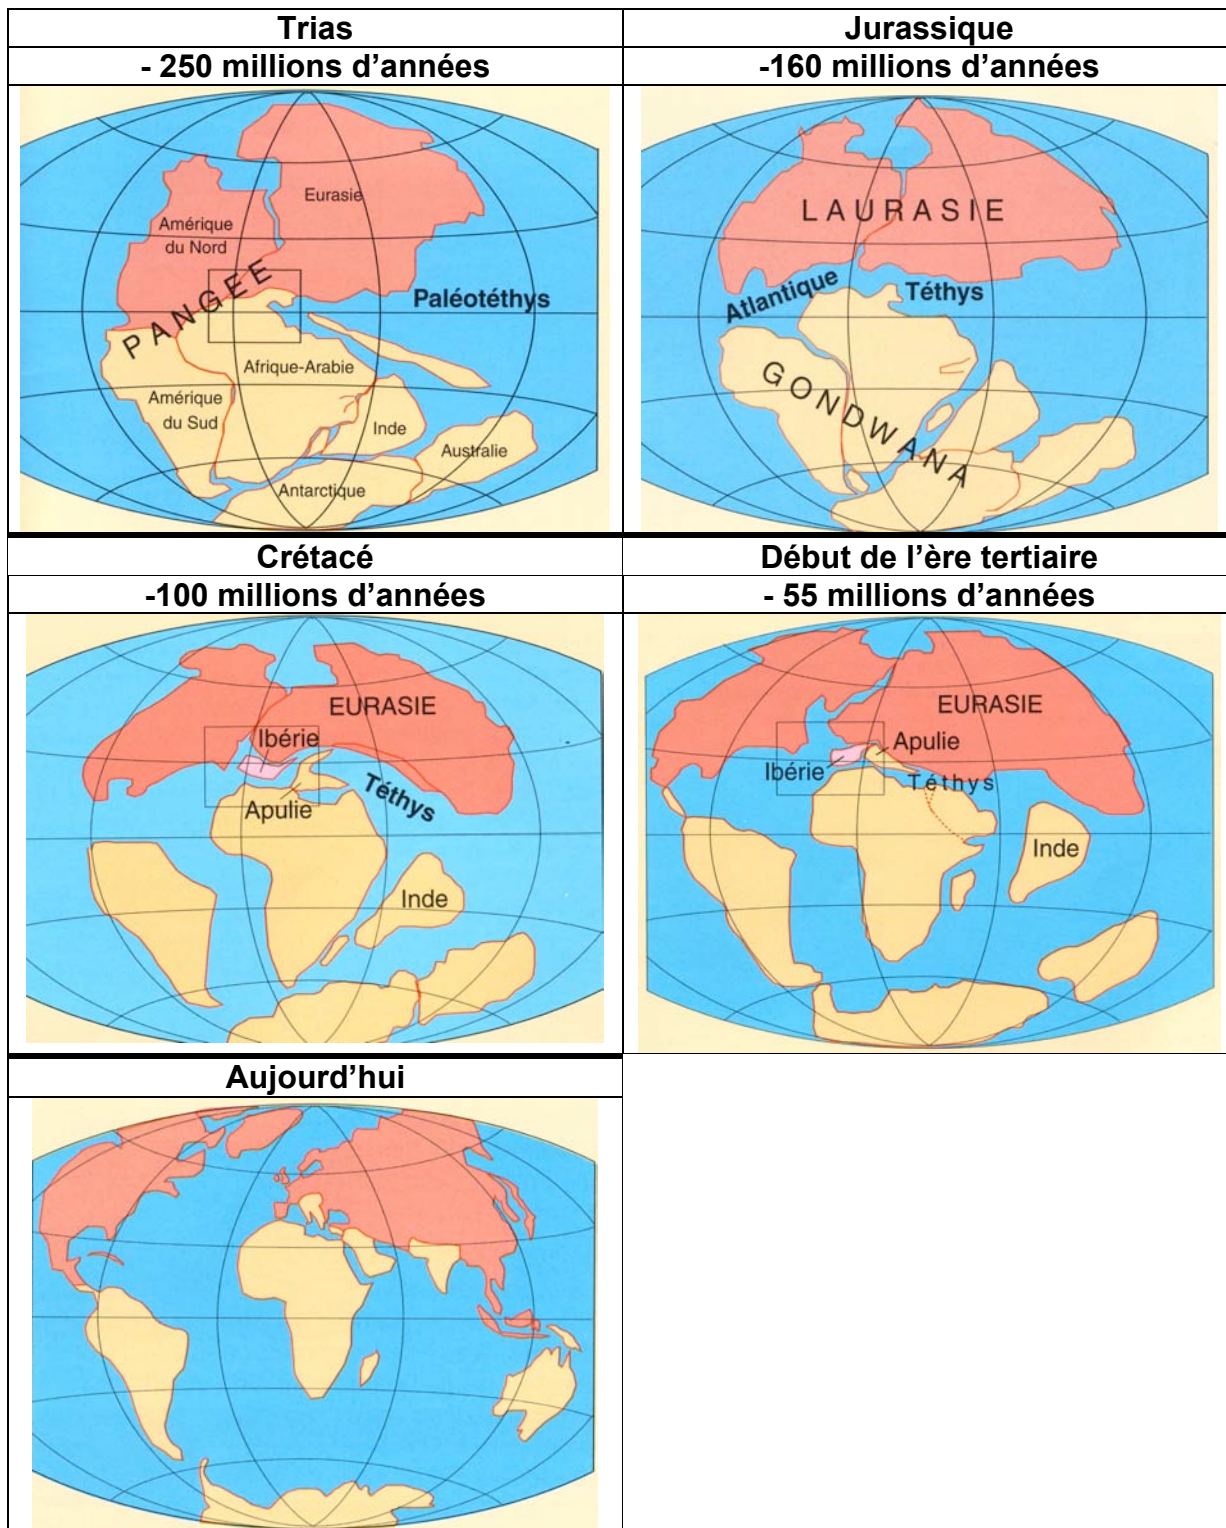 Trias
- 250 millions d’années
Eurasie
Amérique
du Nord
PANGEE
Paléotéthys
Afrique-Arabie
Amérique
du Sud
Inde
Australie
Antarctique
Jurassique
-160 millions d’années
LAURASIE
Atlantique
Téthys
GONDWANA
Crétacé
-100 millions d’années
EURASIE
Ibérie
Téthys
Apulie
Inde
Début de l’ère tertiaire
- 55 millions d’années
EURASIE
Apulie
Ibérie
Téthys
Inde
Aujourd’hui